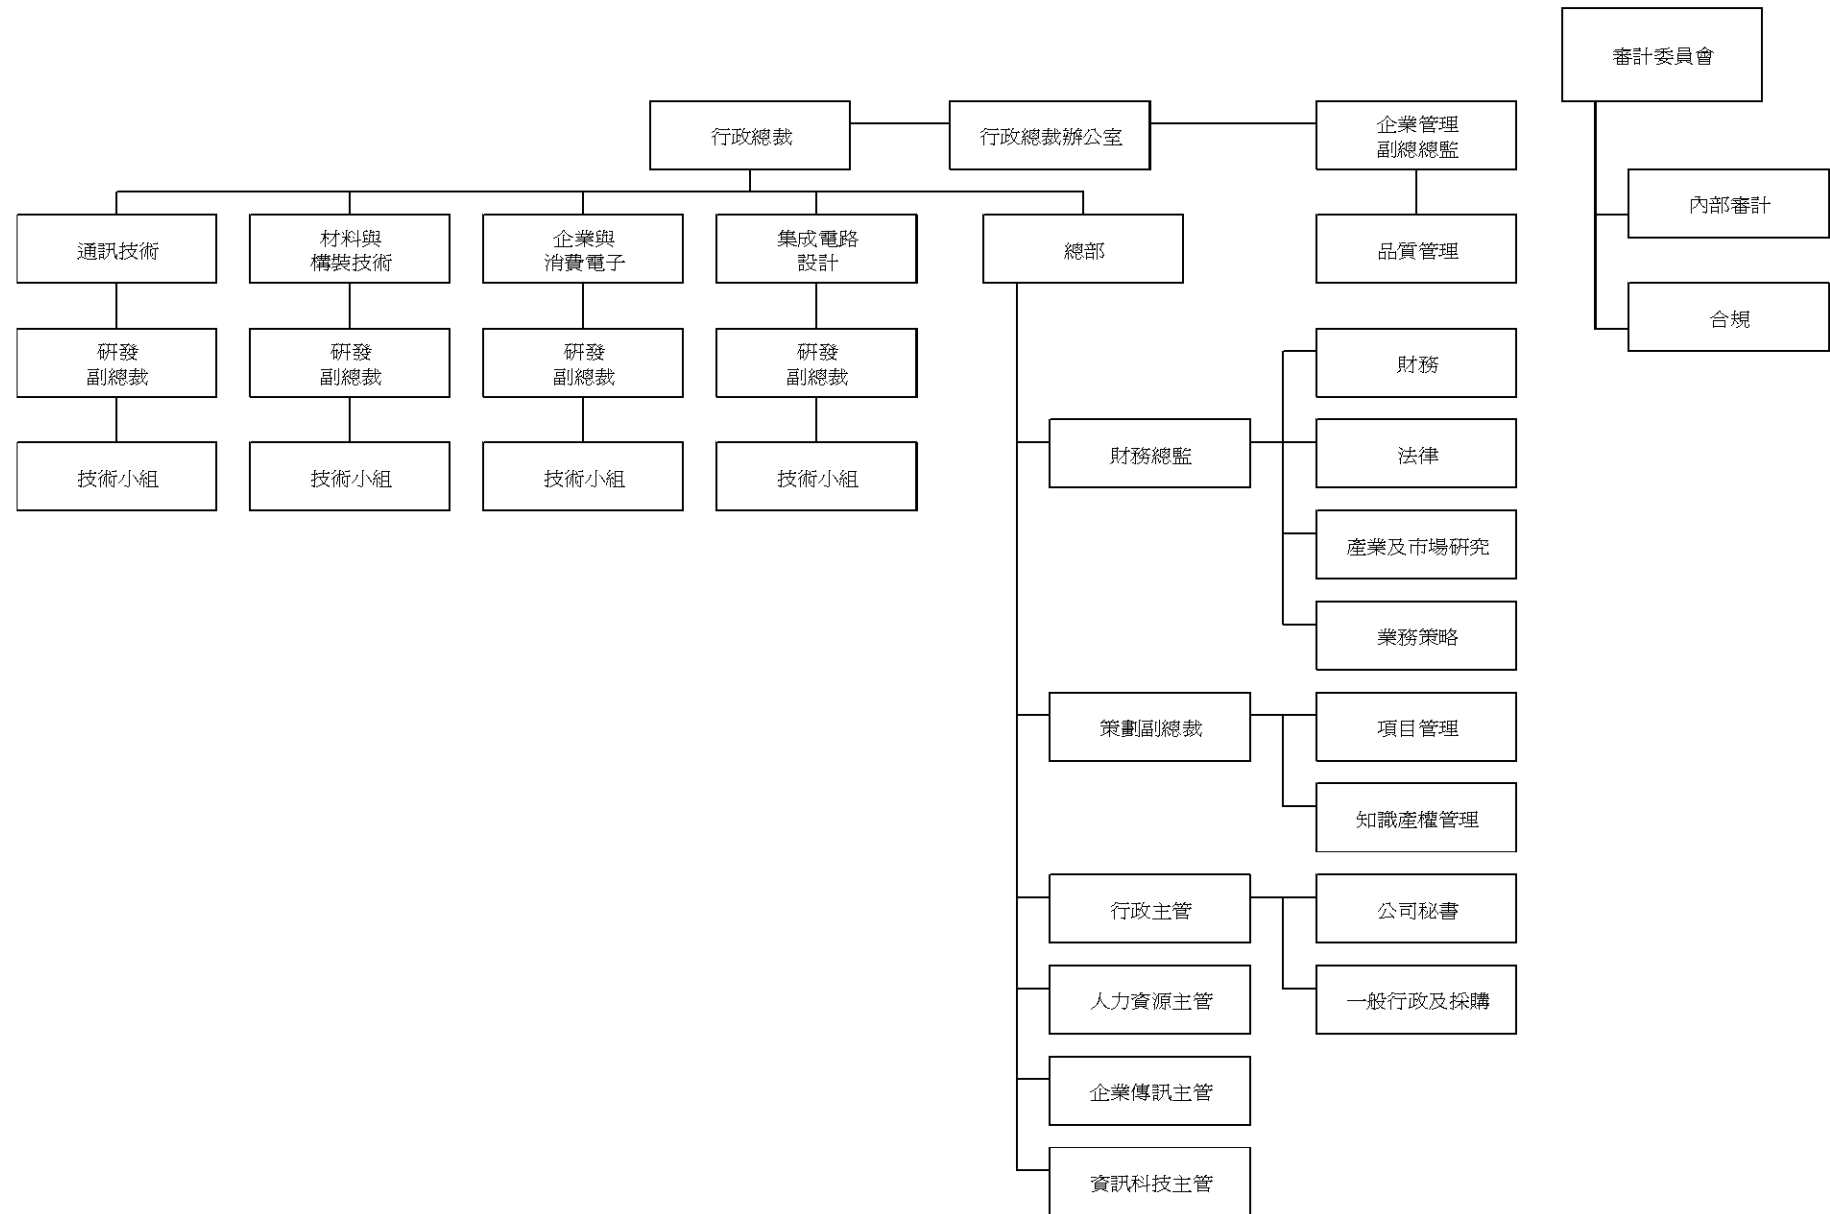 審計委員會
行政總裁
行政總裁辦公室
企業管理
副總總監
內部審計
通訊技術
材料與
構裝技術
企業與
消費電子
集成電路
設計
總部
品質管理
合規
研發
副總裁
研發
副總裁
研發
副總裁
研發
副總裁
財務
技術小組
技術小組
技術小組
技術小組
財務總監
法律
產業及市場研究
業務策略
策劃副總裁
項目管理
知識產權管理
行政主管
公司秘書
人力資源主管
一般行政及採購
企業傳訊主管
資訊科技主管